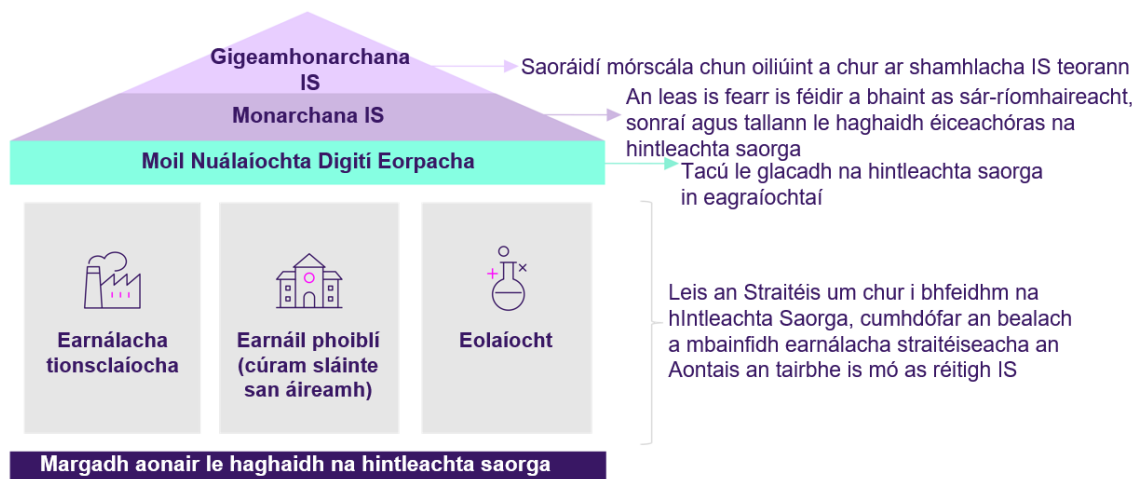 Gigeamhonarchana
IS
Saoráidí mórscála chun oiliúint a chur ar shamhlacha IS teorann
Monarchana IS
An leas is fearr is féidir a bhaint as sár-ríomhaireacht,
sonraí agus tallann le haghaidh éiceachóras na
hintleachta saorga
Moil Nuálaíochta Digití Eorpacha
Tacú le glacadh na hintleachta saorga
in eagraíochtaí
Earnálacha
tionsclaíocha
Earnáil phoiblí
(cúram sláinte
san áireamh)
Eolaíocht
Leis an Straitéis um chur i bhfeidhm na
hIntleachta Saorga, cumhdófar an bealach
a mbainfidh earnálacha straitéiseacha an
Aontais an tairbhe is mó as réitigh IS
Margadh aonair le haghaidh na hintleachta saorga